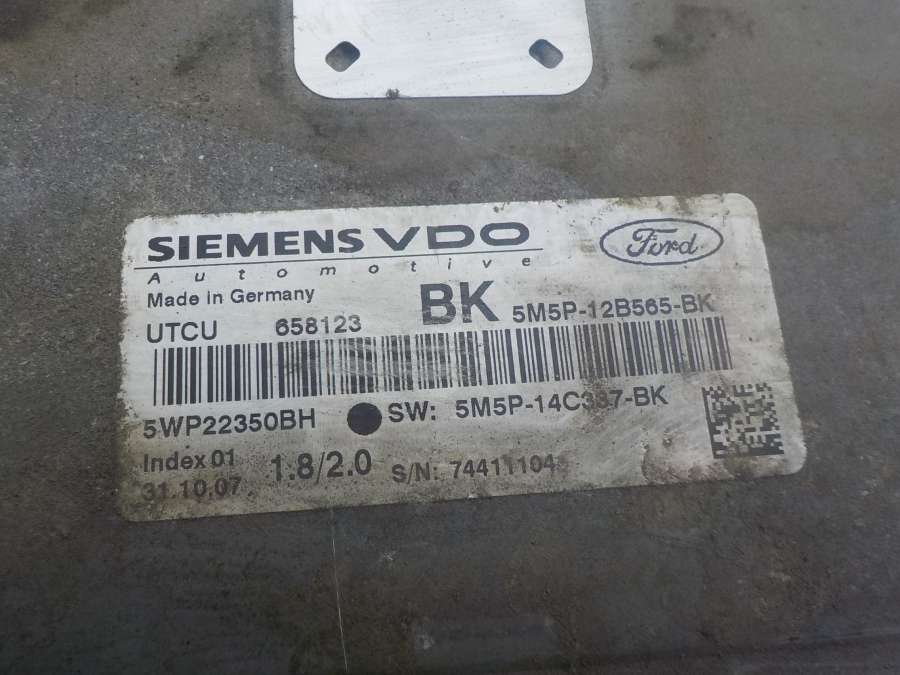 SIEMENS VDO
Automotive
Ford
Made in Germany
BK
5M5P-12B565-BK
UTCU 658123
5WP22350BH
SW: 5M5P-14C337-BK
Index 01
31.10.07
1.8/2.0
S/N: 74411104